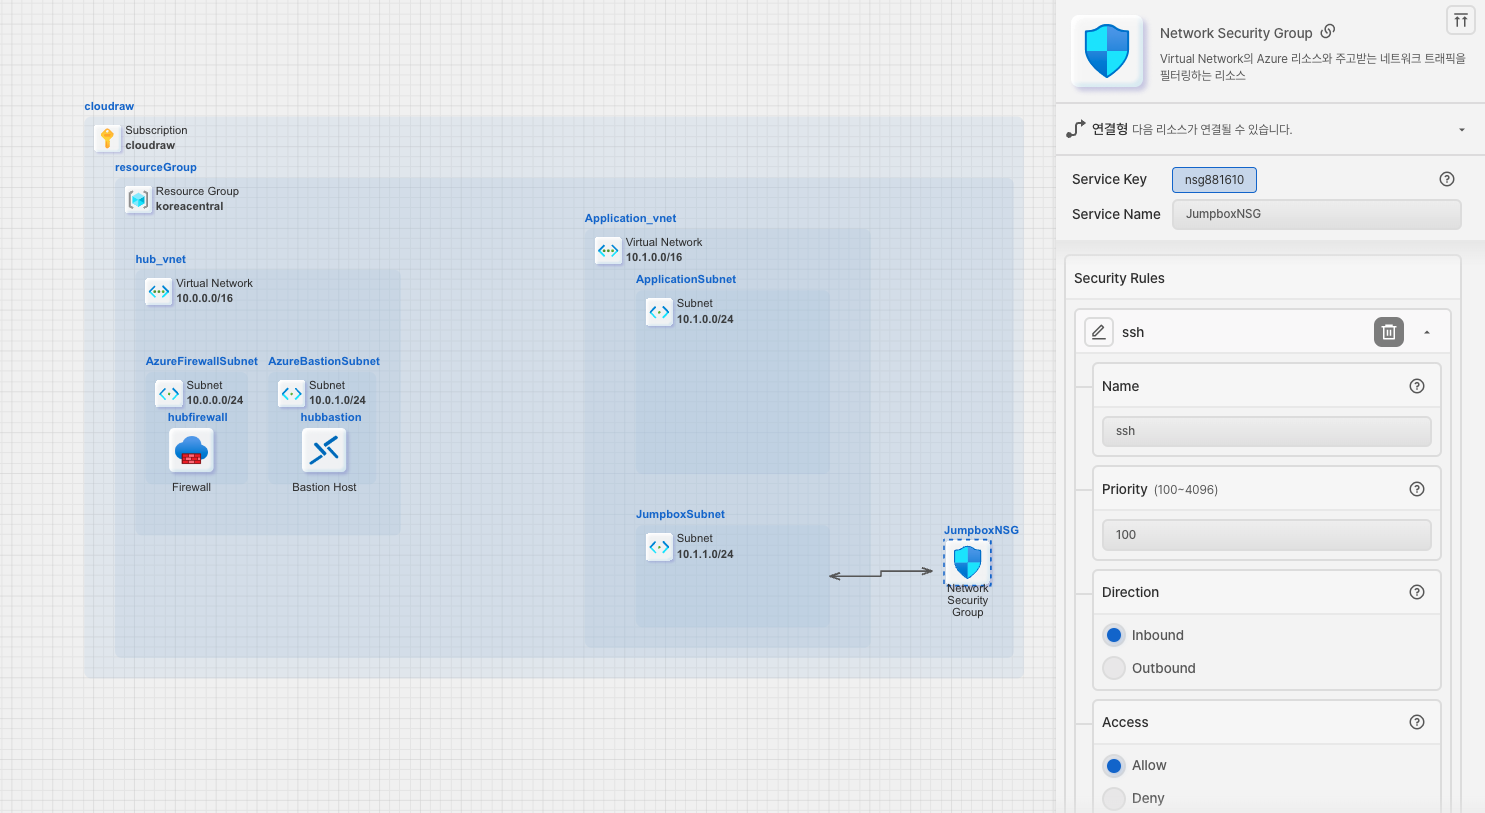 cloudraw
Subscription
cloudraw
resourceGroup
Resource Group
koreacentral
hub_vnet
Virtual Network
10.0.0.0/16
AzureFirewallSubnet
Subnet
10.0.0.0/24
hubfirewall
Firewall
AzureBastionSubnet
Subnet
10.0.1.0/24
hubbastion
Bastion Host
Application_vnet
Virtual Network
10.1.0.0/16
ApplicationSubnet
Subnet
10.1.0.0/24
JumpboxSubnet
Subnet
10.1.1.0/24
JumpboxNSG
Network
Security
Group
Network Security Group
Virtual Network의 Azure 리소스와 주고받는 네트워크 트래픽을
필터링하는 리소스
연결형 다음 리소스가 연결될 수 있습니다.
Service Key nsg881610
Service Name JumpboxNSG
Security Rules
ssh
Name
ssh
Priority (100~4096)
100
Direction
Inbound
Outbound
Access
Allow
Deny